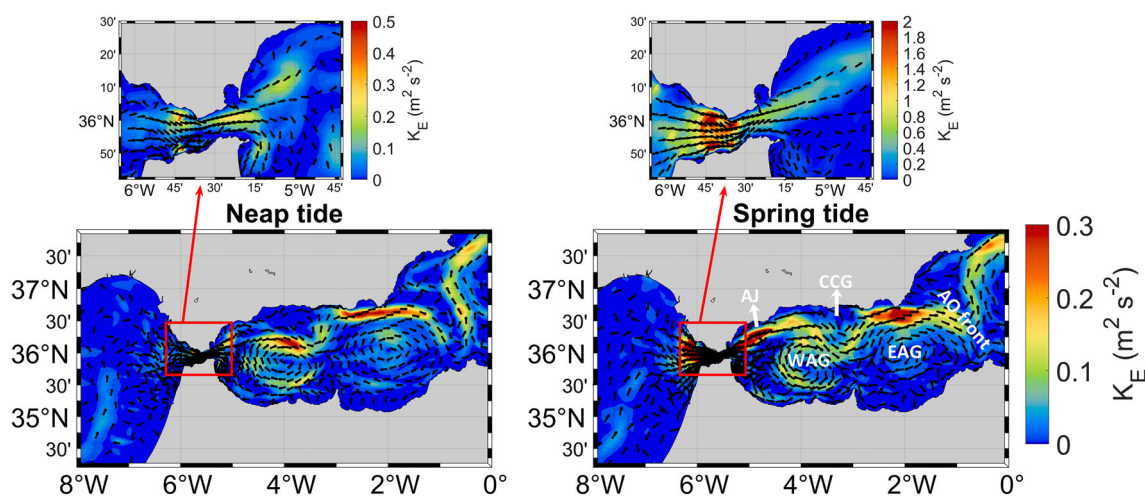 30'
20'
10'
36°N
50'
6°W
45'
30'
15'
5°W
45'
0.5
0.4
0.3
0.2
0.1
0
K_E (m² s⁻²)
30'
20'
10'
36°N
50'
6°W
45'
30'
15'
5°W
45'
2
1.8
1.6
1.4
1.2
1
0.8
0.6
0.4
0.2
0
K_E (m² s⁻²)
Neap tide
30'
37°N
30'
36°N
30'
35°N
30'
8°W
6°W
4°W
2°W
0°
Spring tide
30'
37°N
30'
36°N
30'
35°N
30'
8°W
6°W
4°W
2°W
0°
AJ
CCG
WAG
EAG
AO front
0.3
0.2
0.1
0
K_E (m² s⁻²)